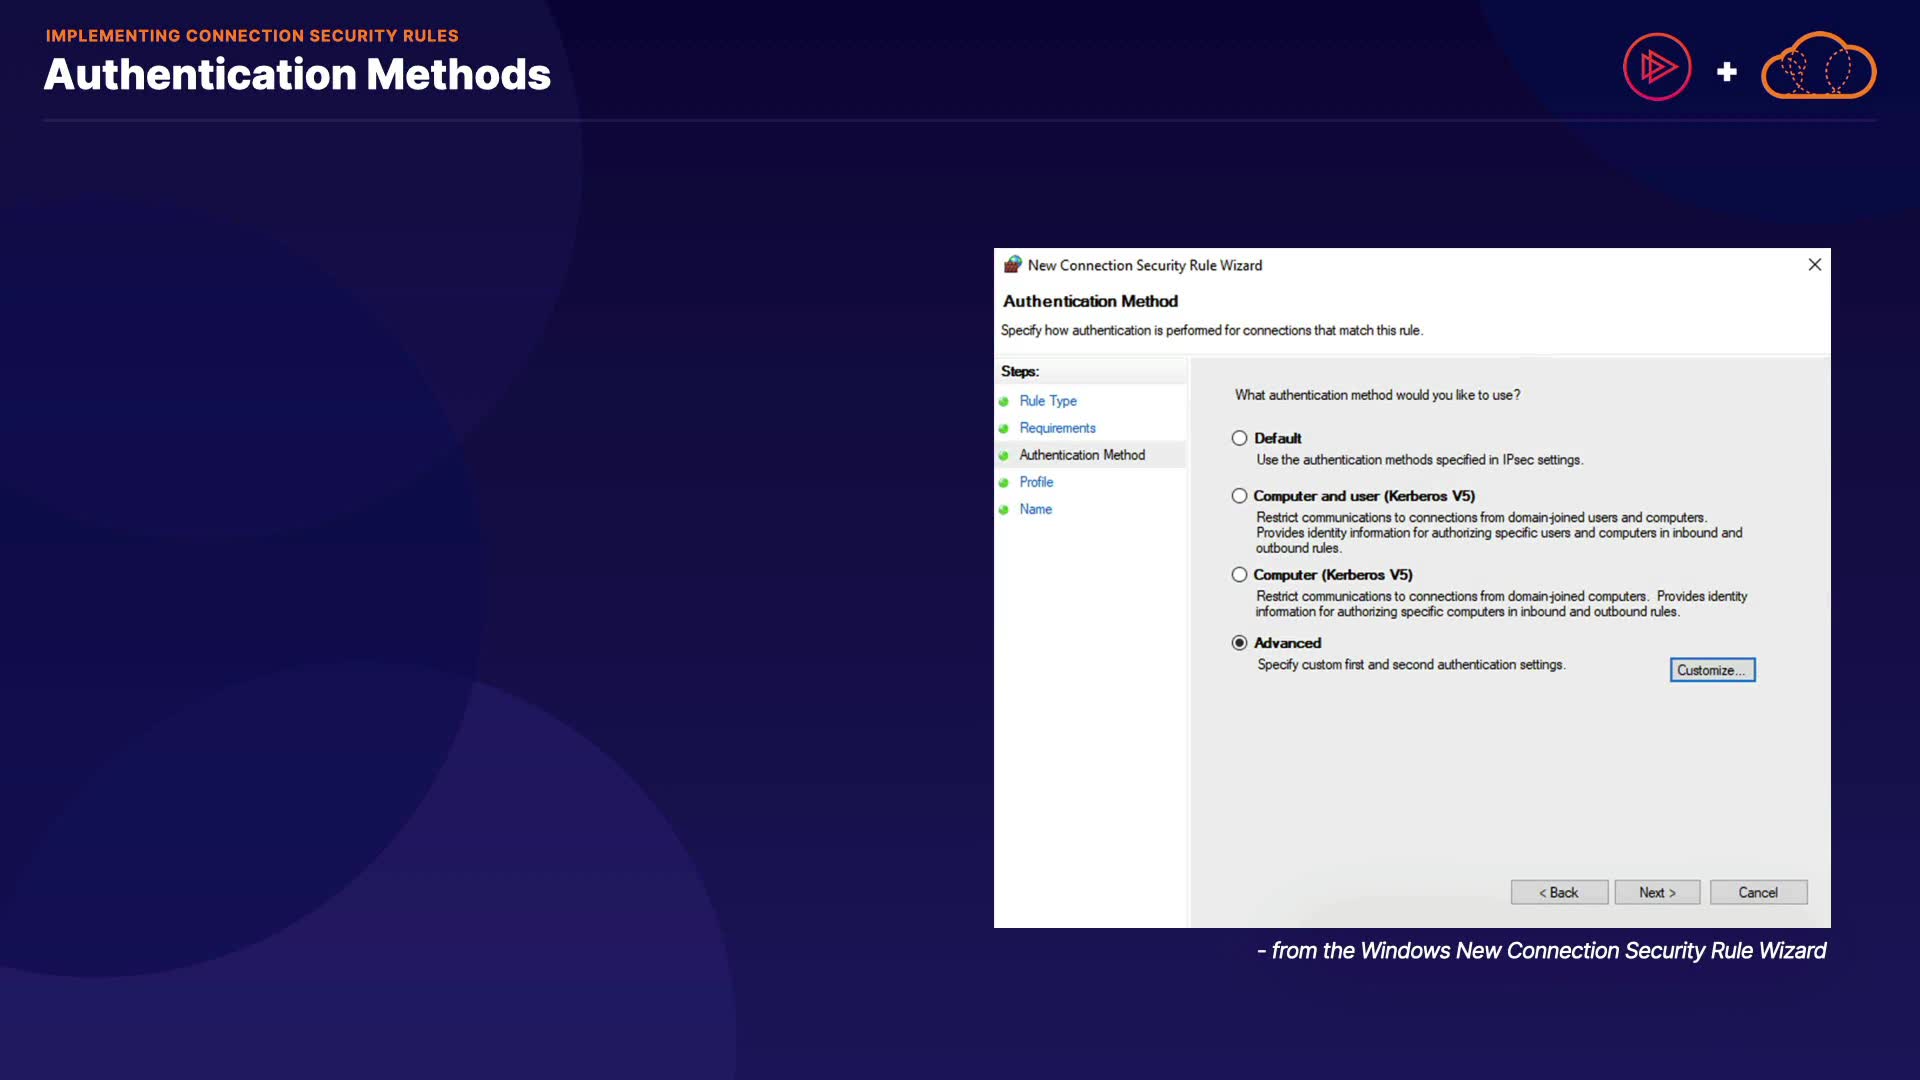 IMPLEMENTING CONNECTION SECURITY RULES
Authentication Methods
New Connection Security Rule Wizard
Authentication Method
Specify how authentication is performed for connections that match this rule.
Steps:
Rule Type
Requirements
Authentication Method
Profile
Name
What authentication method would you like to use?
Default
Use the authentication methods specified in IPsec settings.
Computer and user (Kerberos V5)
Restrict communications to connections from domain-joined users and computers.
Provides identity information for authorizing specific users and computers in inbound and
outbound rules.
Computer (Kerberos V5)
Restrict communications to connections from domain-joined computers. Provides identity
information for authorizing specific computers in inbound and outbound rules.
Advanced
Specify custom first and second authentication settings.
Customize...
< Back
Next >
Cancel
- from the Windows New Connection Security Rule Wizard